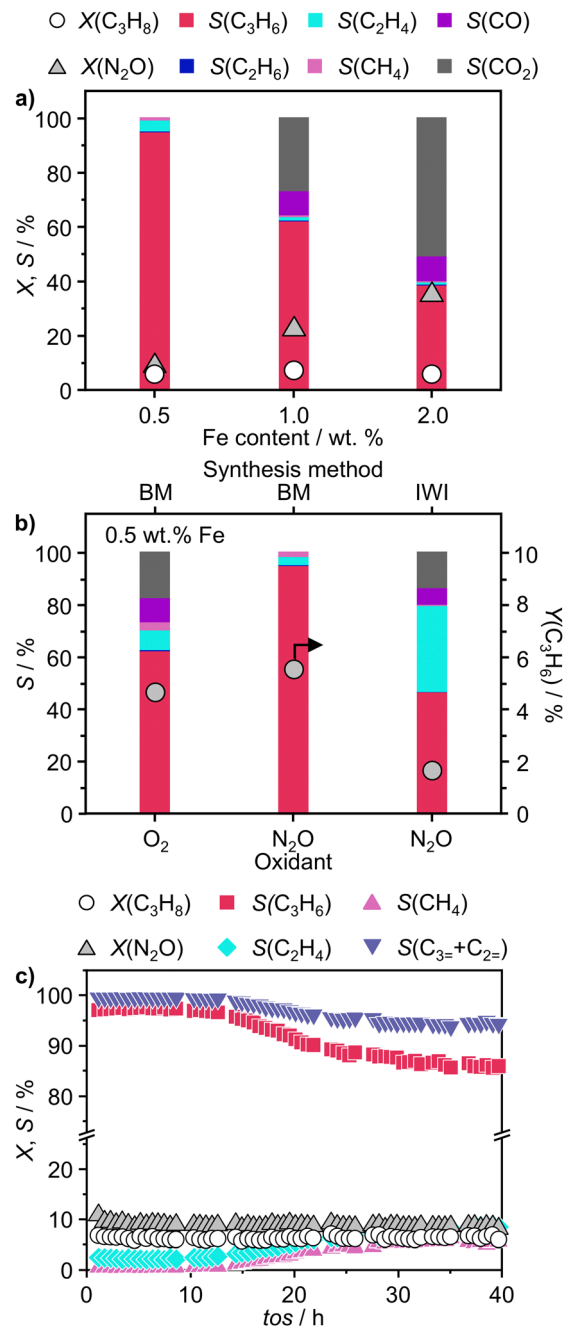 X(C₃H₈) S(C₃H₆) S(C₂H₄) S(CO)
X(N₂O) S(C₂H₆) S(CH₄) S(CO₂)
a)
100
80
60
40
20
0
X, S / %
0.5 1.0 2.0
Fe content / wt. %
Synthesis method
BM BM IWI
b)
0.5 wt.% Fe
100
80
60
40
20
0
S / %
10
8
6
4
2
0
Y(C₃H₆) / %
O₂ N₂O N₂O
Oxidant
X(C₃H₈) S(C₃H₆) S(CH₄)
X(N₂O) S(C₂H₄) S(C₃₌+C₂₌)
c)
100
90
80
20
10
0
X, S / %
0 10 20 30 40
tos / h